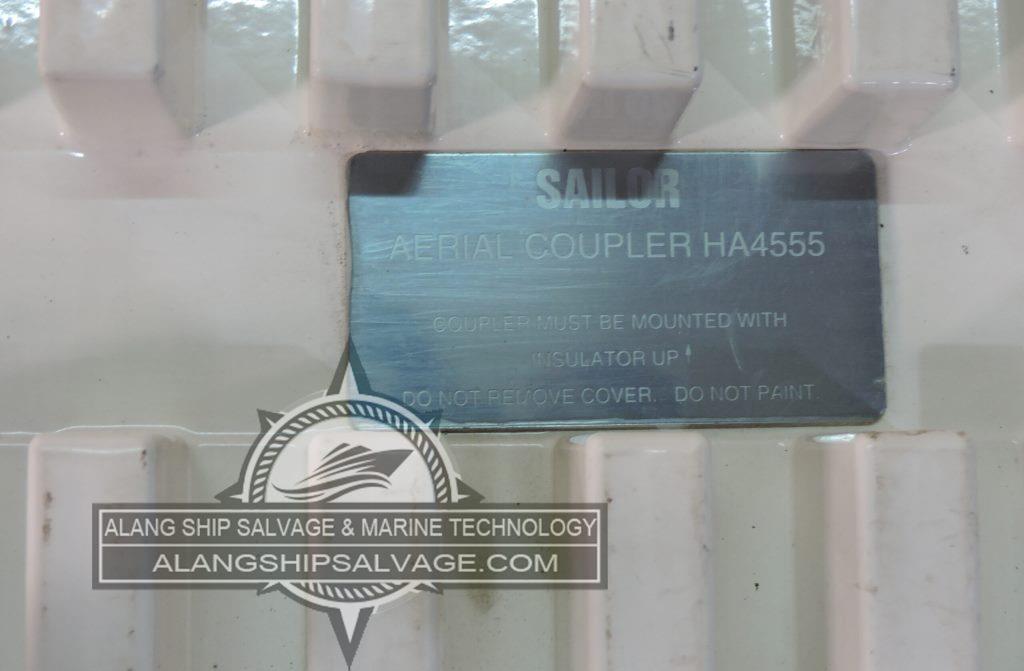 SAILOR
AERIAL COUPLER HA4555
COUPLER MUST BE MOUNTED WITH
INSULATOR UP
DO NOT REMOVE COVER. DO NOT PAINT.
ALANG SHIP SALVAGE & MARINE TECHNOLOGY
ALANGSHIPSALVAGE.COM